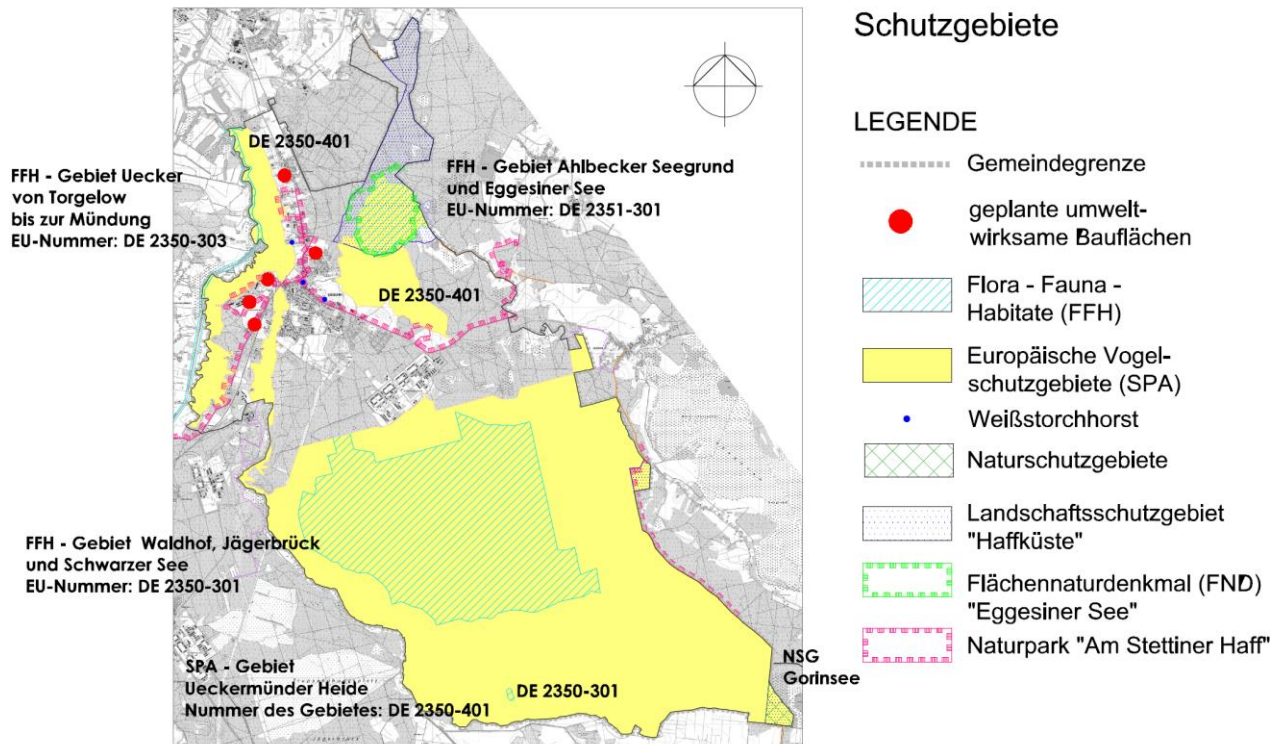 Schutzgebiete
LEGENDE
Gemeindegrenze
geplante umwelt-
wirksame Bauflächen
Flora - Fauna -
Habitate (FFH)
Europäische Vogel-
schutzgebiete (SPA)
Weißstorchhorst
Naturschutzgebiete
Landschaftsschutzgebiet
"Haffküste"
Flächennaturdenkmal (FND)
"Eggesiner See"
Naturpark "Am Stettiner Haff"
DE 2350-401
FFH - Gebiet Uecker
von Torgelow
bis zur Mündung
EU-Nummer: DE 2350-303
FFH - Gebiet Ahlbecker Seegrund
und Eggesiner See
EU-Nummer: DE 2351-301
DE 2350-401
FFH - Gebiet Waldhof, Jägerbrück
und Schwarzer See
EU-Nummer: DE 2350-301
SPA - Gebiet
Ueckermünder Heide
Nummer des Gebietes: DE 2350-401
DE 2350-301
NSG
Gorinsee